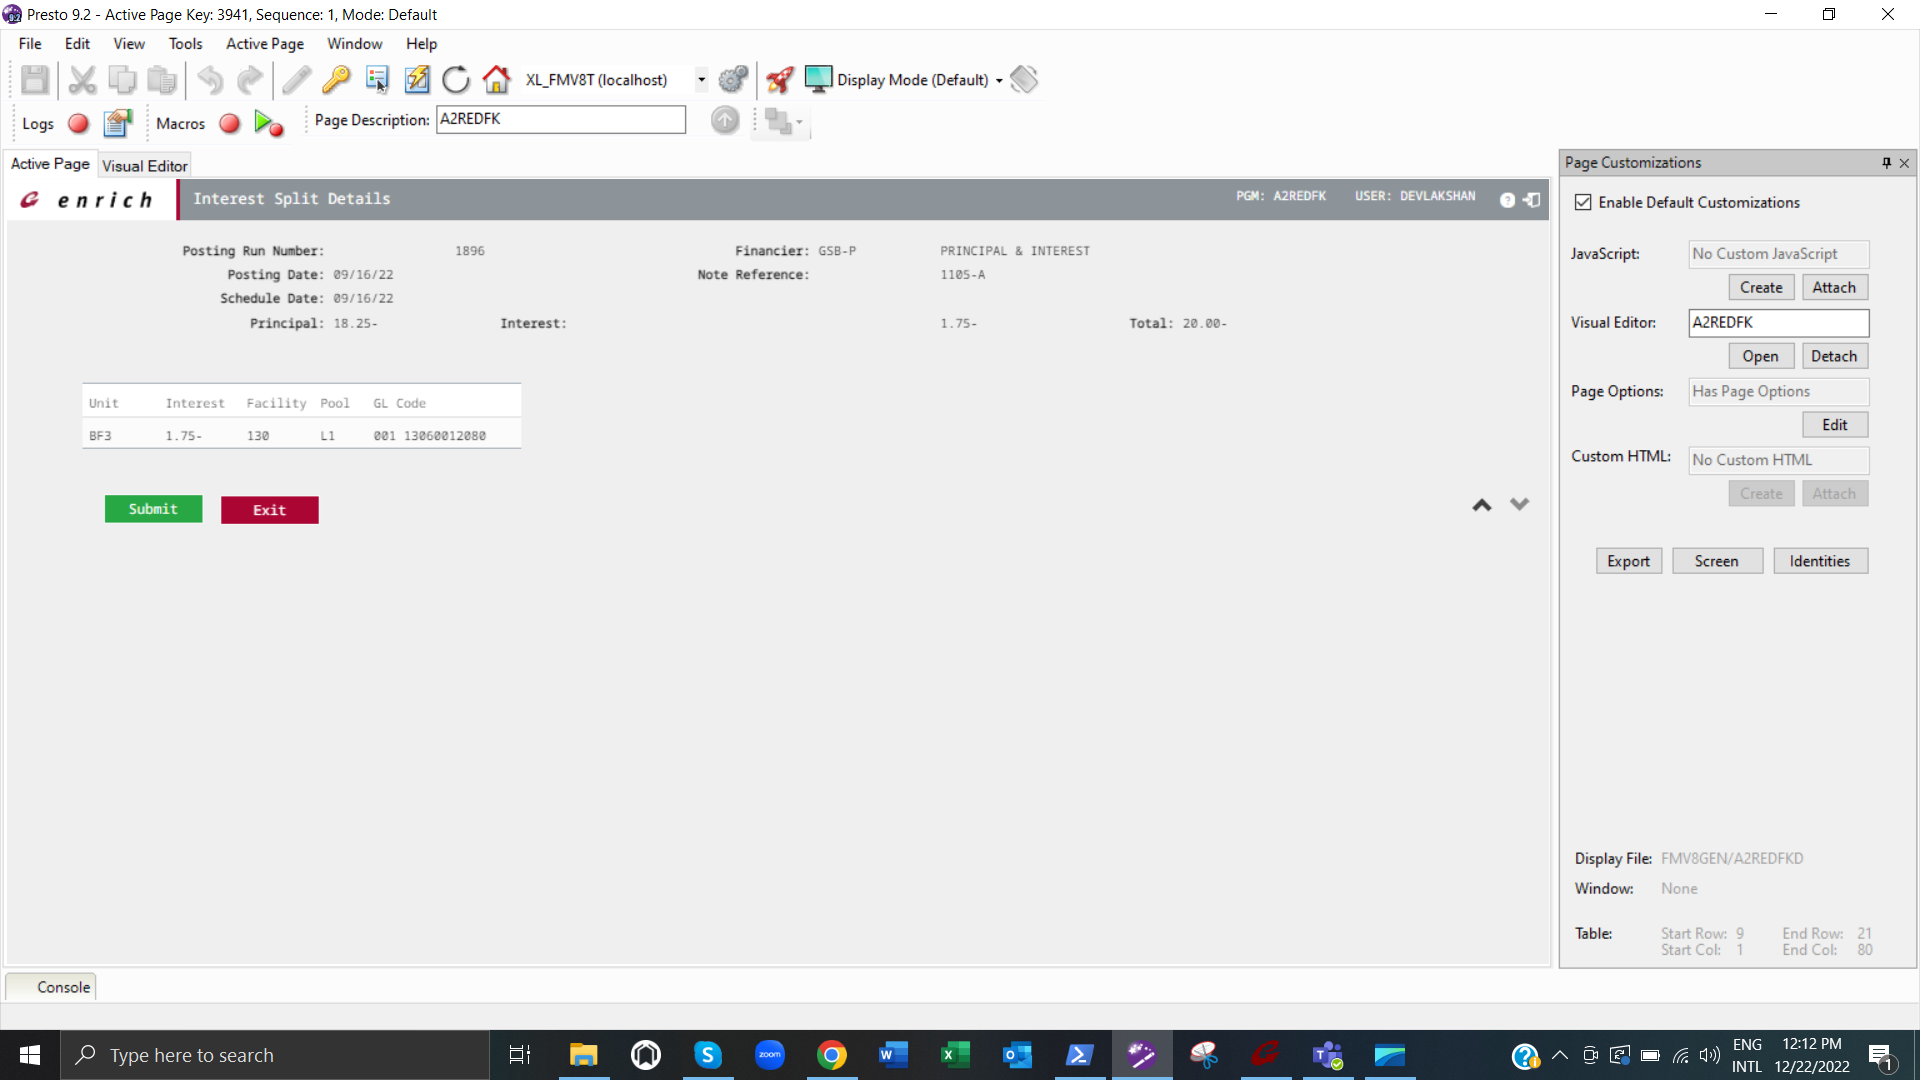 Presto 9.2 - Active Page Key: 3941, Sequence: 1, Mode: Default
File Edit View Tools Active Page Window Help
XL_FMV8T (localhost) Display Mode (Default)
Logs Macros Page Description: A2REDFK
Active Page Visual Editor
enrich Interest Split Details PGM: A2REDFK USER: DEVLAKSHAN ?
Posting Run Number: 1896 Financier: GSB-P PRINCIPAL & INTEREST
Posting Date: 09/16/22 Note Reference: 1105-A
Schedule Date: 09/16/22
Principal: 18.25- Interest: 1.75- Total: 20.00-
Unit Interest Facility Pool GL Code
BF3 1.75- 130 L1 001 13060012080
Submit Exit
Page Customizations
Enable Default Customizations
JavaScript: No Custom JavaScript
Create Attach
Visual Editor: A2REDFK
Open Detach
Page Options: Has Page Options
Edit
Custom HTML: No Custom HTML
Create Attach
Export Screen Identities
Display File: FMV8GEN/A2REDFKD
Window: None
Table: Start Row: 9 End Row: 21
Start Col: 1 End Col: 80
Console
Type here to search
zoom
ENG
INTL
12:12 PM
12/22/2022
1